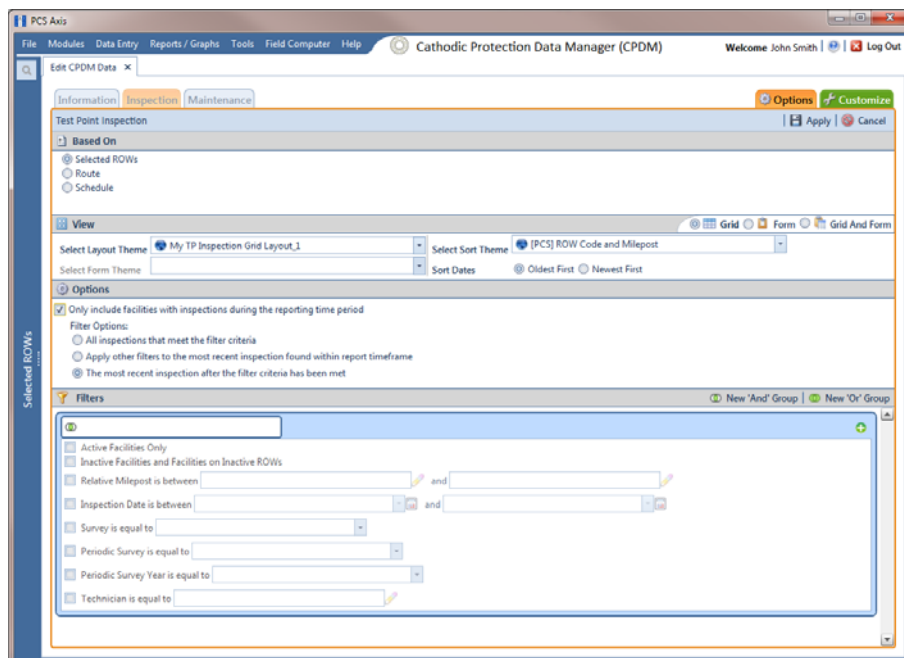 PCS Axis
File Modules Data Entry Reports / Graphs Tools Field Computer Help Cathodic Protection Data Manager (CPDM) Welcome John Smith | Log Out
Edit CPDM Data ×
Information Inspection Maintenance Options Customize
Test Point Inspection | Apply | Cancel
Based On
Selected ROWs
Route
Schedule
View Grid Form Grid And Form
Select Layout Theme My TP Inspection Grid Layout_1 Select Sort Theme [PCS] ROW Code and Milepost
Select Form Theme Sort Dates Oldest First Newest First
Options
Only include facilities with inspections during the reporting time period
Filter Options:
All inspections that meet the filter criteria
Apply other filters to the most recent inspection found within report timeframe
The most recent inspection after the filter criteria has been met
Selected ROWs
Filters New 'And' Group | New 'Or' Group
Active Facilities Only
Inactive Facilities and Facilities on Inactive ROWs
Relative Milepost is between and
Inspection Date is between and
Survey is equal to
Periodic Survey is equal to
Periodic Survey Year is equal to
Technician is equal to